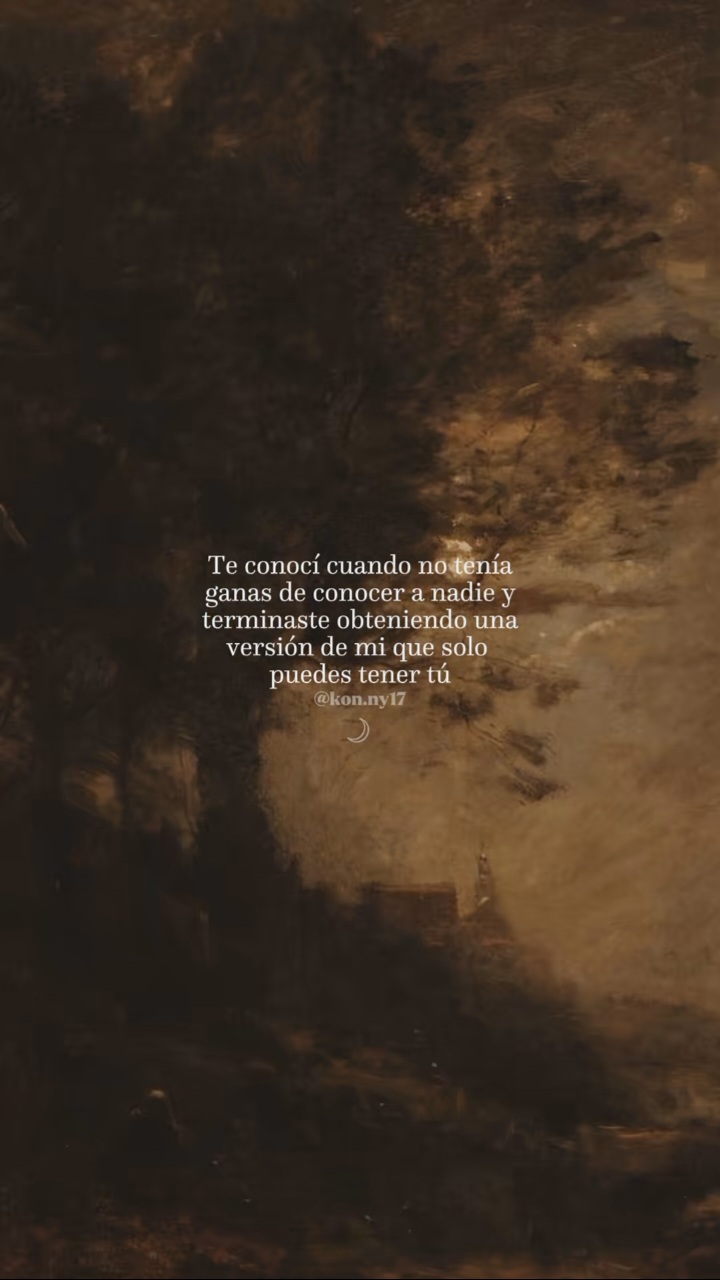 Te conocí cuando no tenía
ganas de conocer a nadie y
terminaste obteniendo una
versión de mi que solo
puedes tener tú
@kon.ny17